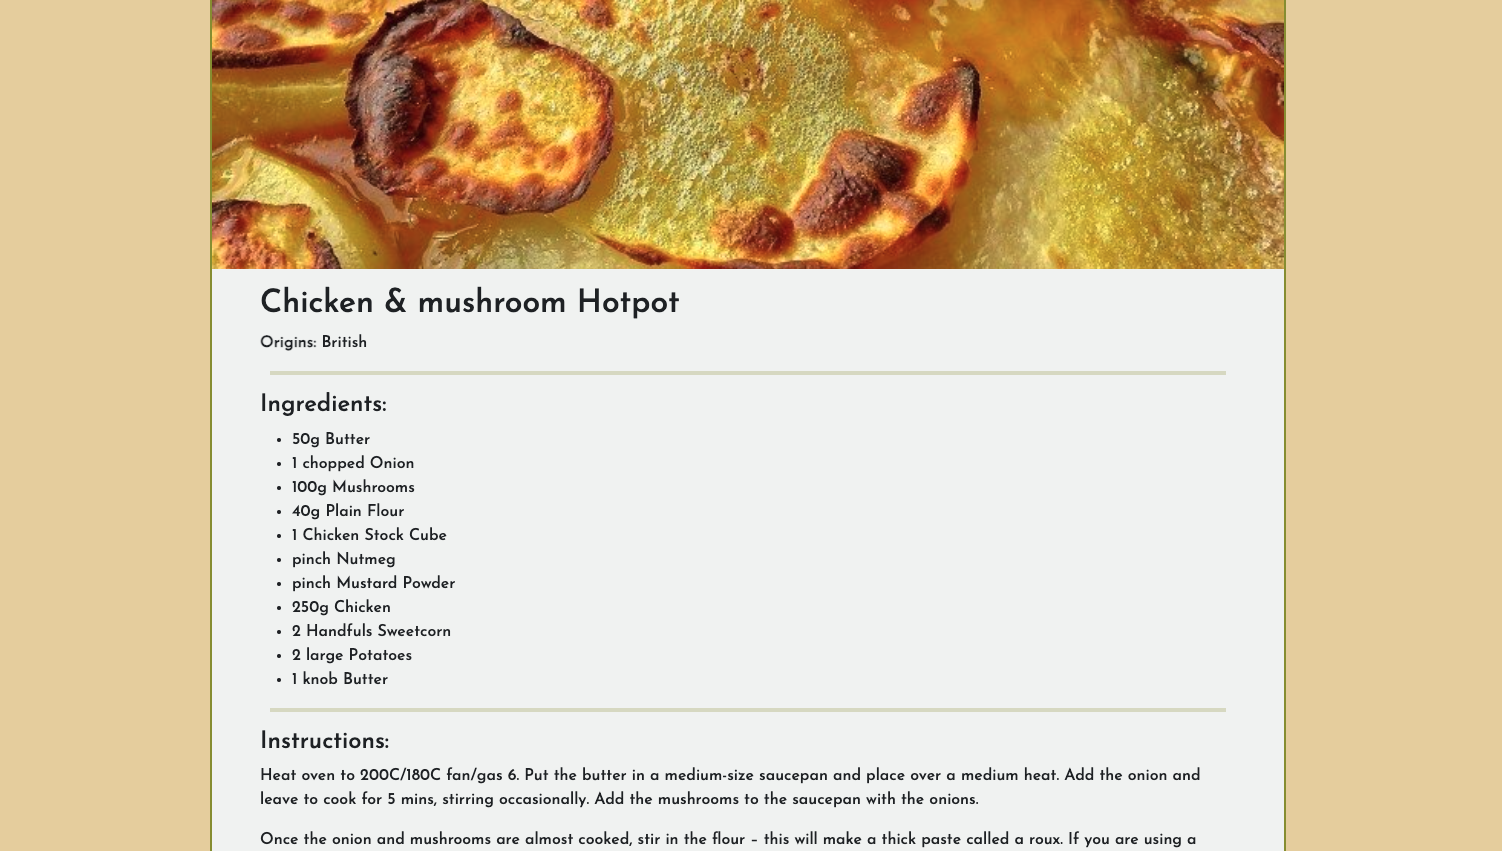 Chicken & mushroom Hotpot
Origins: British
Ingredients:
• 50g Butter
• 1 chopped Onion
• 100g Mushrooms
• 40g Plain Flour
• 1 Chicken Stock Cube
• pinch Nutmeg
• pinch Mustard Powder
• 250g Chicken
• 2 Handfuls Sweetcorn
• 2 large Potatoes
• 1 knob Butter
Instructions:
Heat oven to 200C/180C fan/gas 6. Put the butter in a medium-size saucepan and place over a medium heat. Add the onion and
leave to cook for 5 mins, stirring occasionally. Add the mushrooms to the saucepan with the onions.
Once the onion and mushrooms are almost cooked, stir in the flour – this will make a thick paste called a roux. If you are using a